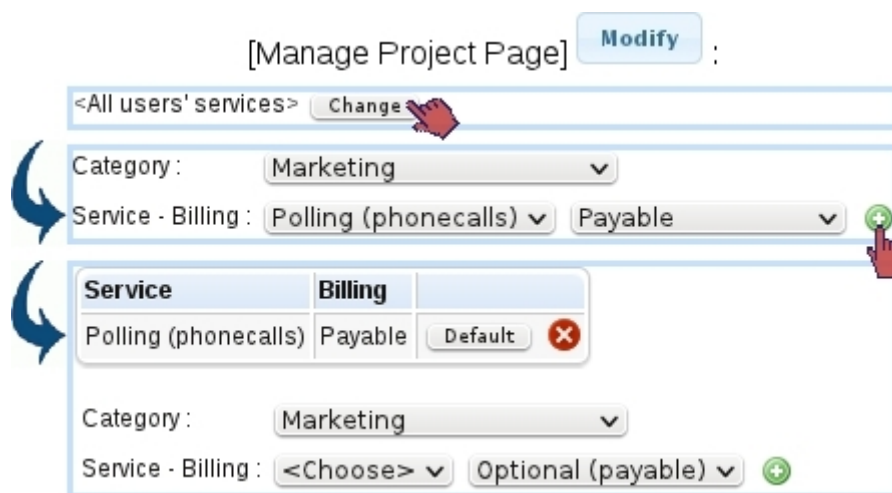 [Manage Project Page] Modify :
<All users' services> Change
Category : Marketing
Service - Billing : Polling (phonecalls) Payable
Service Billing
Polling (phonecalls) Payable Default
Category : Marketing
Service - Billing : <Choose> Optional (payable)